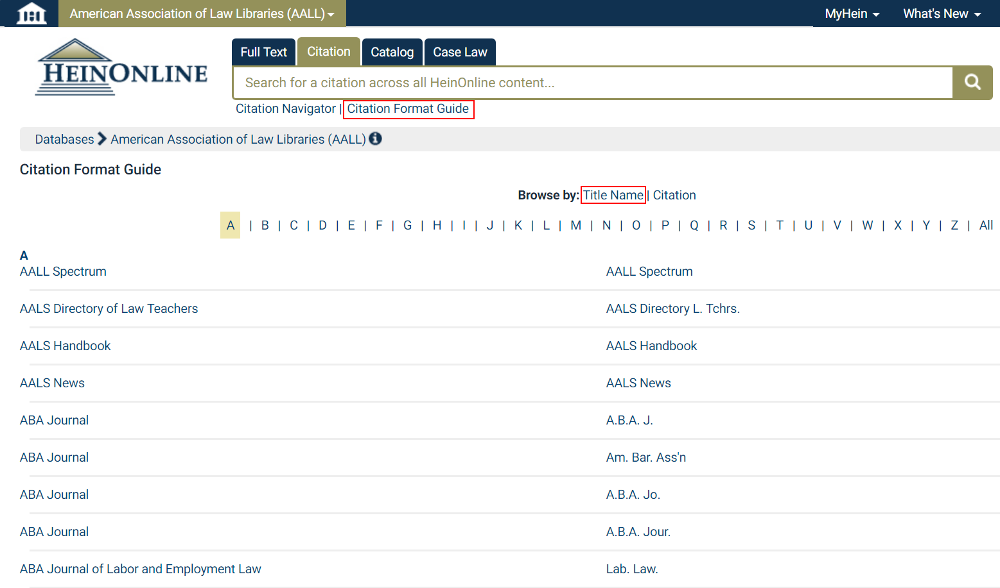 American Association of Law Libraries (AALL) MyHein What's New
HEINONLINE
Full Text Citation Catalog Case Law
Search for a citation across all HeinOnline content...
Citation Navigator | Citation Format Guide
Databases American Association of Law Libraries (AALL)
Citation Format Guide
Browse by: Title Name | Citation
A | B | C | D | E | F | G | H | I | J | K | L | M | N | O | P | Q | R | S | T | U | V | W | X | Y | Z | All
A
AALL Spectrum AALL Spectrum
AALS Directory of Law Teachers AALS Directory L. Tchrs.
AALS Handbook AALS Handbook
AALS News AALS News
ABA Journal A.B.A. J.
ABA Journal Am. Bar. Ass'n
ABA Journal A.B.A. Jo.
ABA Journal A.B.A. Jour.
ABA Journal of Labor and Employment Law Lab. Law.